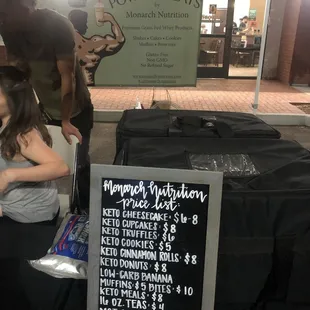 Monarch Nutrition
Monarch Nutrition
price list
KETO CHEESECAKE • $6-8
KETO CUPCAKES • $8
KETO TRUFFLES • $6
KETO COOKIES • $5
KETO CINNAMON ROLLS • $8
KETO DONUTS • $8
LOW-CARB BANANA
MUFFINS $5 BITES • $10
KETO MEALS • $8
16 OZ. TEAS • $4